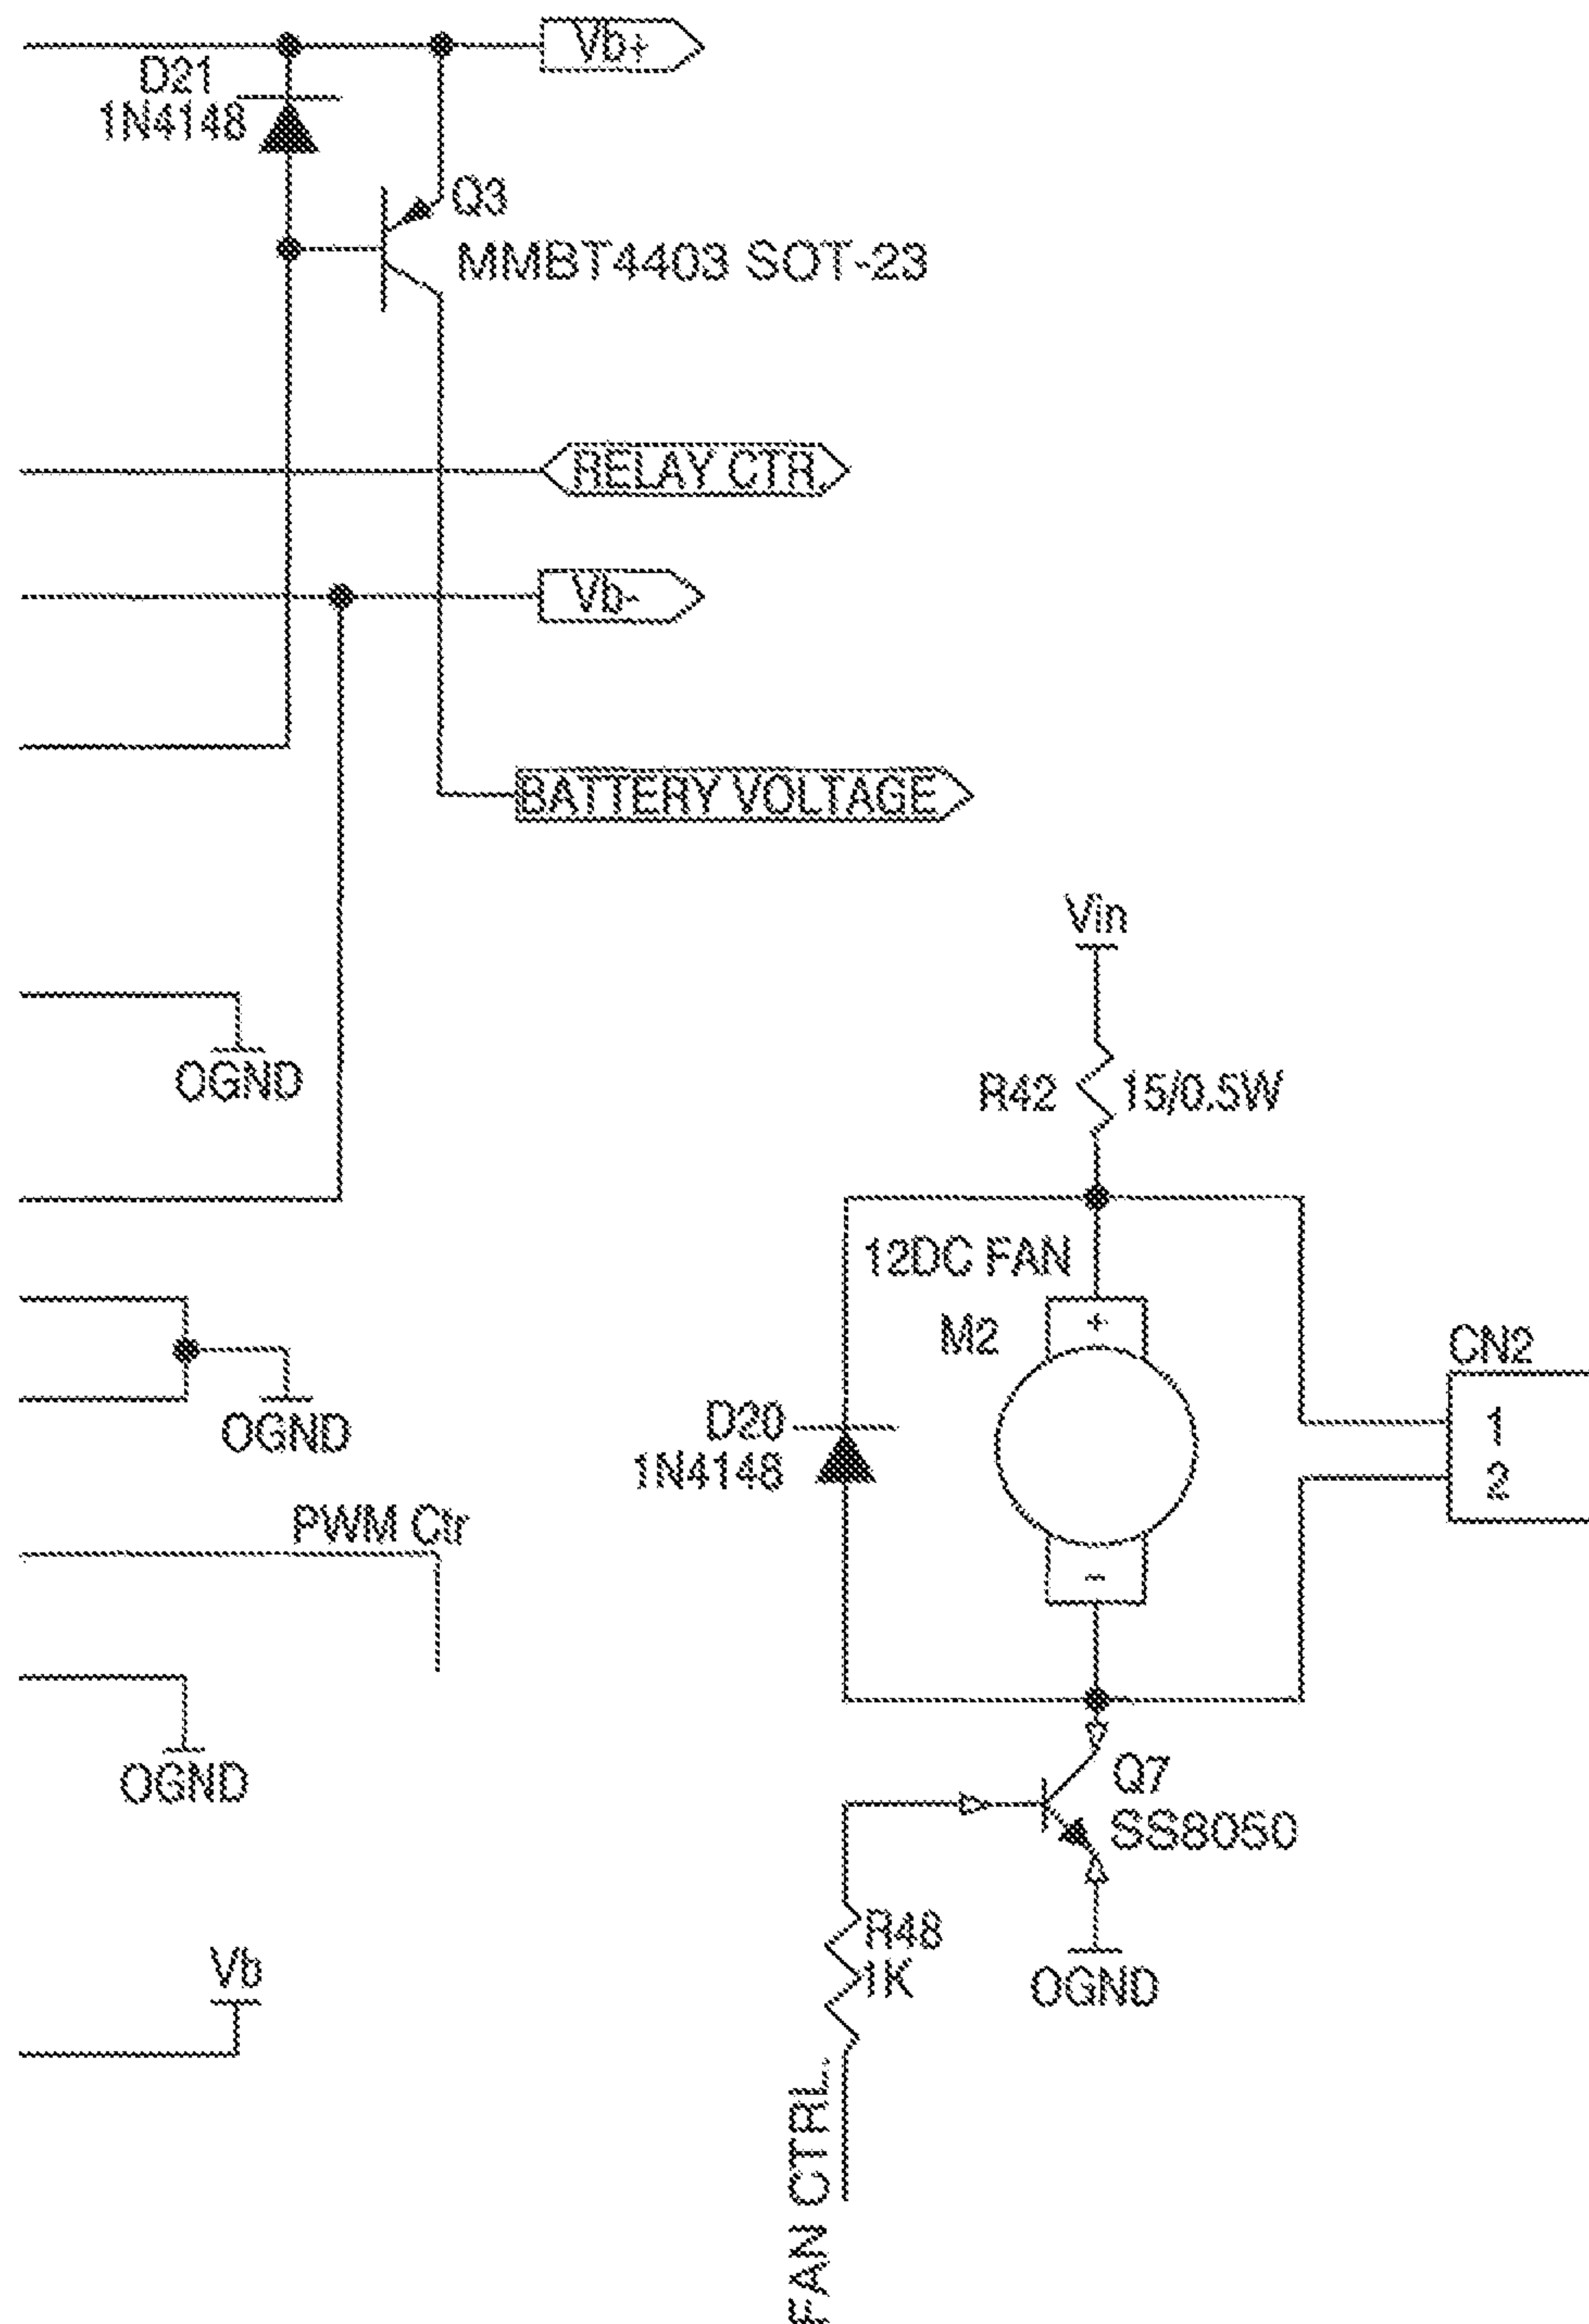 Vb+
D21
1N4148
Q3
MMBT4403 SOT-23
RELAY CTR
Vb-
BATTERY VOLTAGE
Vin
OGND
R42 15/0.5W
12DC FAN
M2
+
CN2
1
2
OGND
D20
1N4148
PWM Ctr
-
OGND
Q7
SS8050
R48
1K
OGND
Vb
FAN CTRL